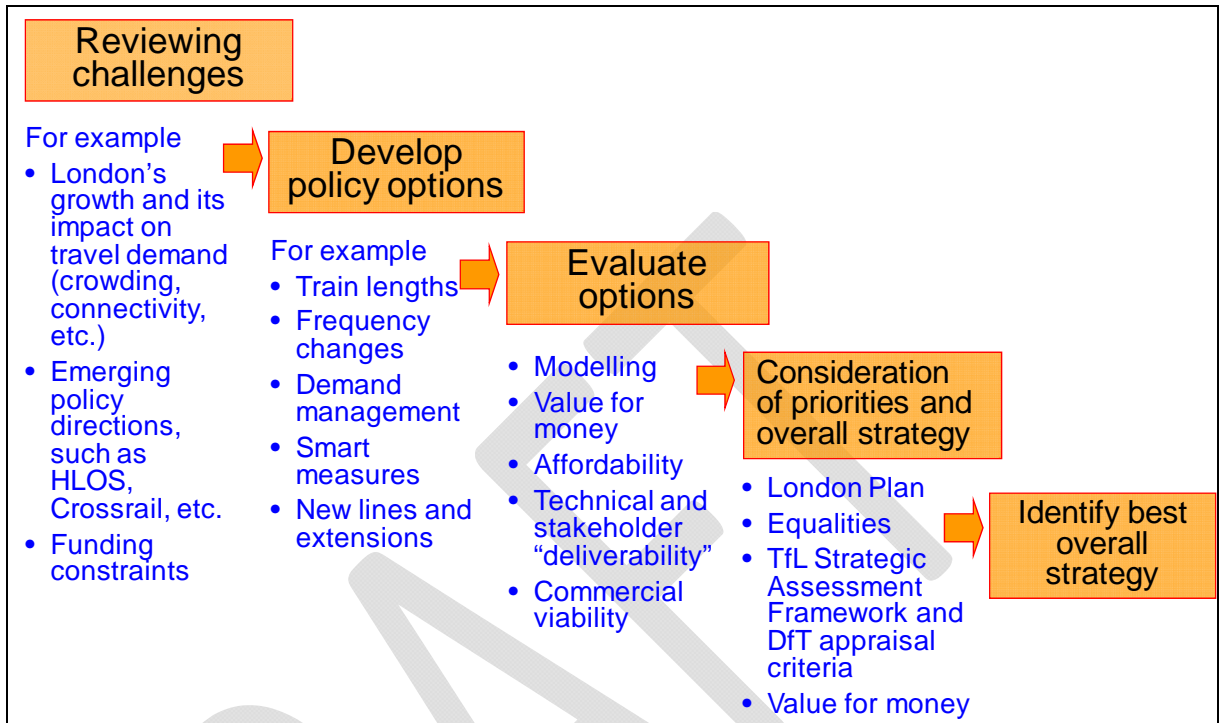 Reviewing
challenges
For example
• London’s
growth and its
impact on
travel demand
(crowding,
connectivity,
etc.)
• Emerging
policy
directions,
such as
HLOS,
Crossrail, etc.
• Funding
constraints
Develop
policy options
For example
• Train lengths
• Frequency
changes
• Demand
management
• Smart
measures
• New lines and
extensions
Evaluate
options
• Modelling
• Value for
money
• Affordability
• Technical and
stakeholder
“deliverability”
• Commercial
viability
Consideration
of priorities and
overall strategy
• London Plan
• Equalities
• TfL Strategic
Assessment
Framework and
DfT appraisal
criteria
• Value for money
Identify best
overall
strategy
DRAFT